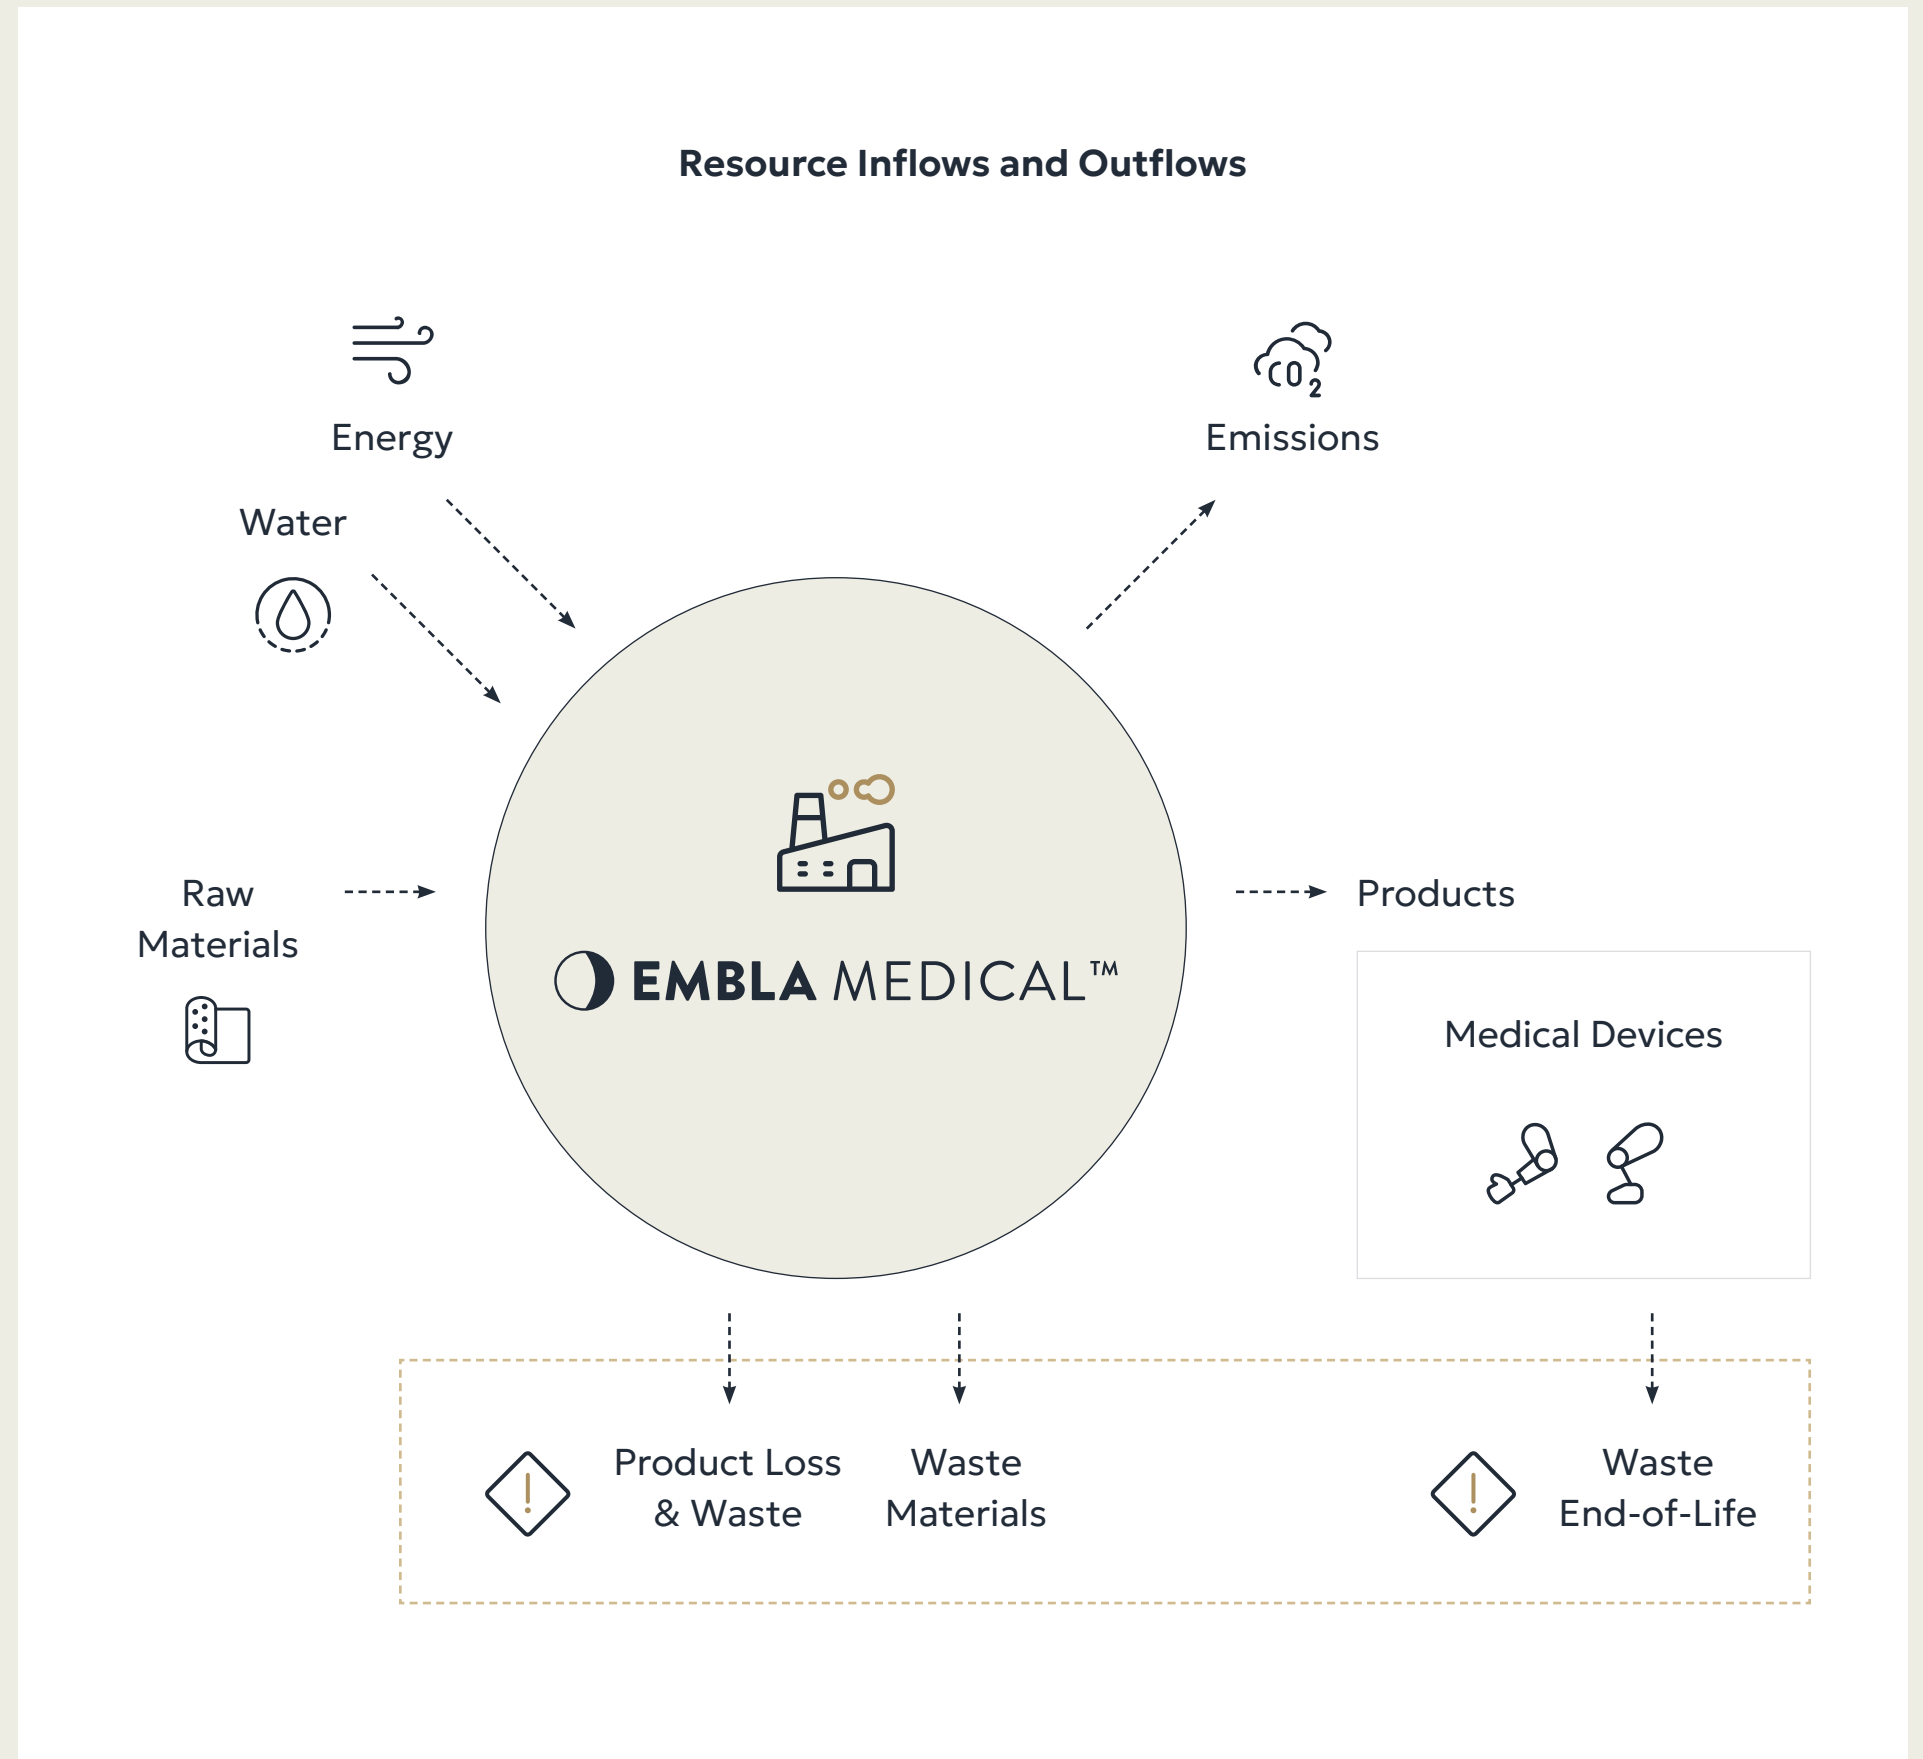 Resource Inflows and Outflows
Energy
CO2
Emissions
Water
EMBLA MEDICAL™
Raw
Materials
Products
Medical Devices
Product Loss
& Waste
Waste
Materials
!
!
Waste
End-of-Life